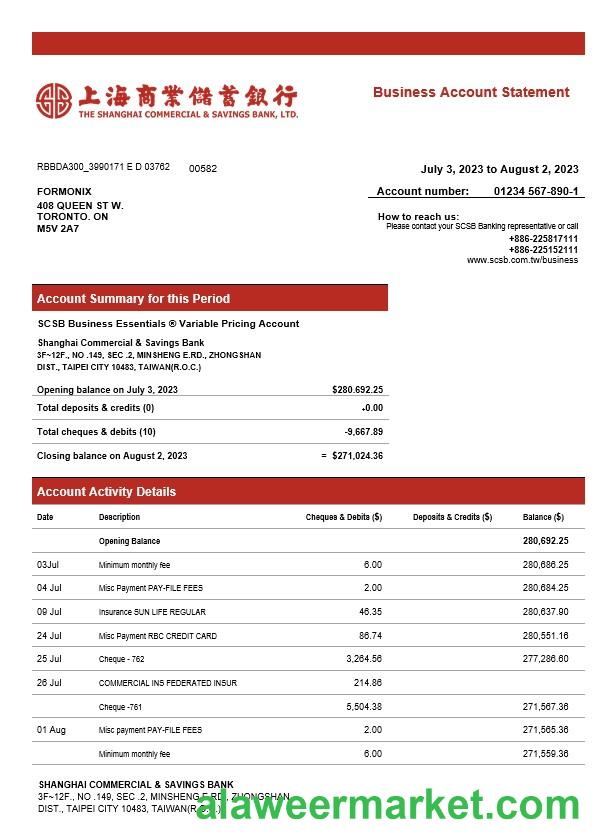 上海商業儲蓄銀行
THE SHANGHAI COMMERCIAL & SAVINGS BANK, LTD.
Business Account Statement
RBBDA300_3990171 E D 03762 00582
July 3, 2023 to August 2, 2023
Account number: 01234 567-890-1
FORMONIX
408 QUEEN ST W.
TORONTO. ON
M5V 2A7
How to reach us:
Please contact your SCSB Banking representative or call
+886-225817111
+886-225152111
www.scsb.com.tw/business
Account Summary for this Period
SCSB Business Essentials ® Variable Pricing Account
Shanghai Commercial & Savings Bank
3F~12F., NO .149, SEC .2, MINSHENG E.RD., ZHONGSHAN
DIST., TAIPEI CITY 10483, TAIWAN(R.O.C.)
Opening balance on July 3, 2023 $280.692.25
Total deposits & credits (0) +0.00
Total cheques & debits (10) -9,667.89
Closing balance on August 2, 2023 = $271,024.36
Account Activity Details
Date Description Cheques & Debits ($) Deposits & Credits ($) Balance ($)
Opening Balance 280,692.25
03Jul Minimum monthly fee 6.00 280,686.25
04 Jul Misc Payment PAY-FILE FEES 2.00 280,684.25
09 Jul Insurance SUN LIFE REGULAR 46.35 280,637.90
24 Jul Misc Payment RBC CREDIT CARD 86.74 280,551.16
25 Jul Cheque - 762 3,264.56 277,286.60
26 Jul COMMERCIAL INS FEDERATED INSUR 214.86
Cheque -761 5,504.38 271,567.36
01 Aug Misc payment PAY-FILE FEES 2.00 271,565.36
Minimum monthly fee 6.00 271,559.36
SHANGHAI COMMERCIAL & SAVINGS BANK
3F~12F., NO .149, SEC .2, MINSHENG E.RD., ZHONGSHAN
DIST., TAIPEI CITY 10483, TAIWAN(R.O.C.)
alaweermarket.com